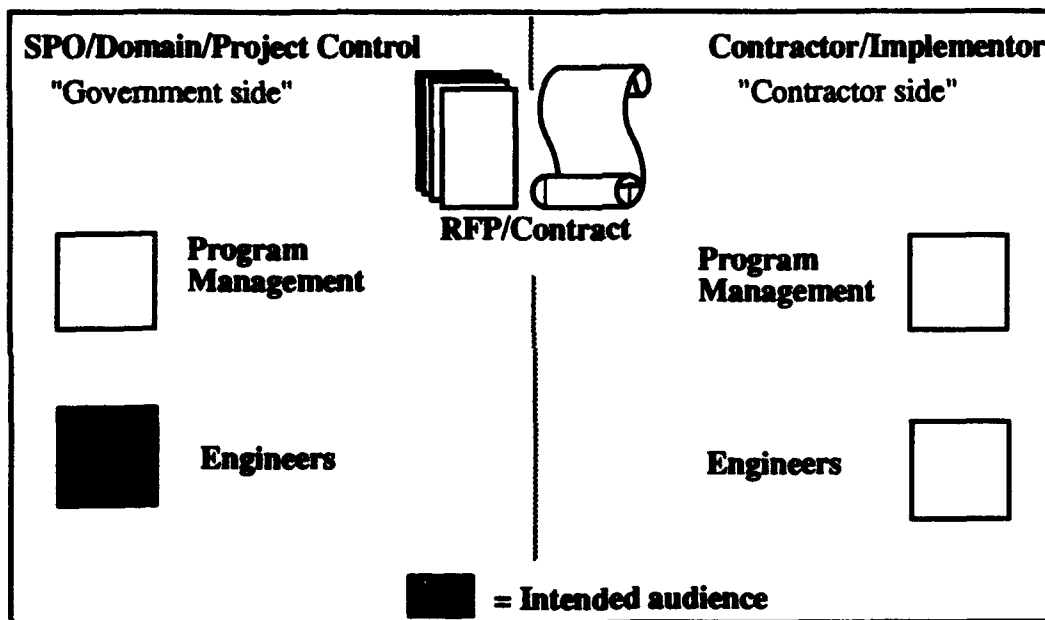 SPO/Domain/Project Control
"Government side"
Contractor/Implementor
"Contractor side"
RFP/Contract
Program
Management
Program
Management
Engineers
Engineers
= Intended audience